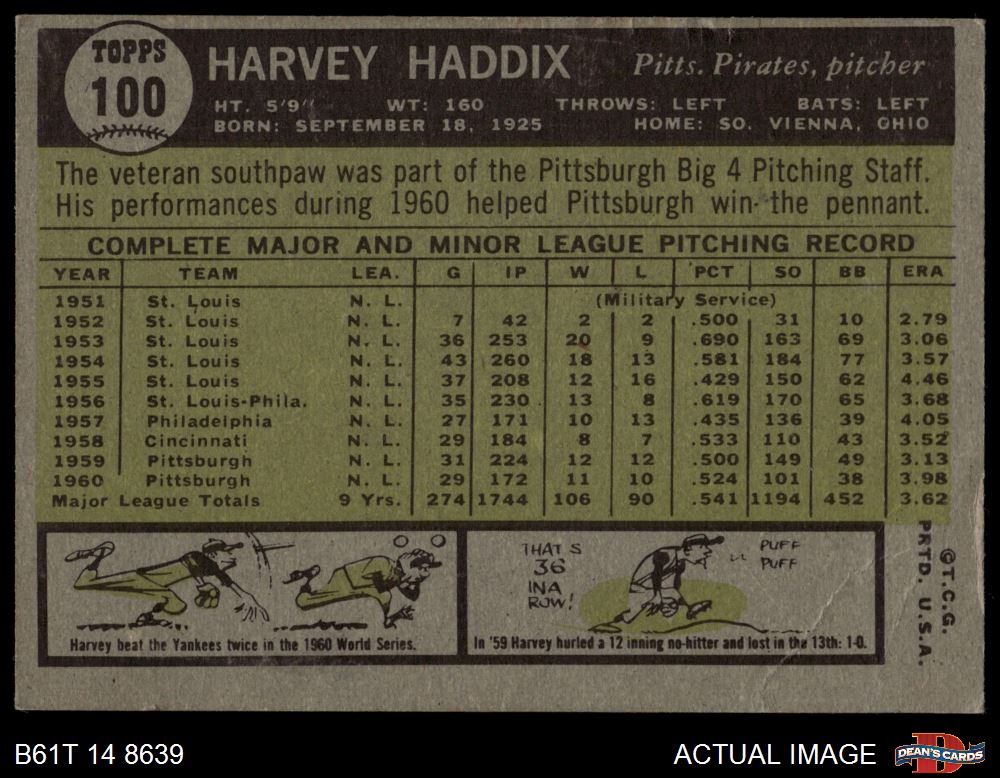 TOPPS
100
HARVEY HADDIX Pitts. Pirates, pitcher
HT. 5'9" WT: 160 THROWS: LEFT BATS: LEFT
BORN: SEPTEMBER 18, 1925 HOME: SO. VIENNA, OHIO
The veteran southpaw was part of the Pittsburgh Big 4 Pitching Staff.
His performances during 1960 helped Pittsburgh win the pennant.
COMPLETE MAJOR AND MINOR LEAGUE PITCHING RECORD
YEAR TEAM LEA. G IP W L PCT SO BB ERA
1951 St. Louis N. L. (Military Service)
1952 St. Louis N. L. 7 42 2 2 .500 31 10 2.79
1953 St. Louis N. L. 36 253 20 9 .690 163 69 3.06
1954 St. Louis N. L. 43 260 18 13 .581 184 77 3.57
1955 St. Louis N. L. 37 208 12 16 .429 150 62 4.46
1956 St. Louis-Phila. N. L. 35 230 13 8 .619 170 65 3.68
1957 Philadelphia N. L. 27 171 10 13 .435 136 39 4.05
1958 Cincinnati N. L. 29 184 8 7 .533 110 43 3.52
1959 Pittsburgh N. L. 31 224 12 12 .500 149 49 3.13
1960 Pittsburgh N. L. 29 172 11 10 .524 101 38 3.98
Major League Totals 9 Yrs. 274 1744 106 90 .541 1194 452 3.62
Harvey beat the Yankees twice in the 1960 World Series.
THAT S
36
IN A
ROW!
PUFF
PUFF
In '59 Harvey hurled a 12 inning no-hitter and lost in the 13th: 1-0.
©T.C.G.
PRTD. U.S.A.
B61T 14 8639 ACTUAL IMAGE DEAN'S CARDS